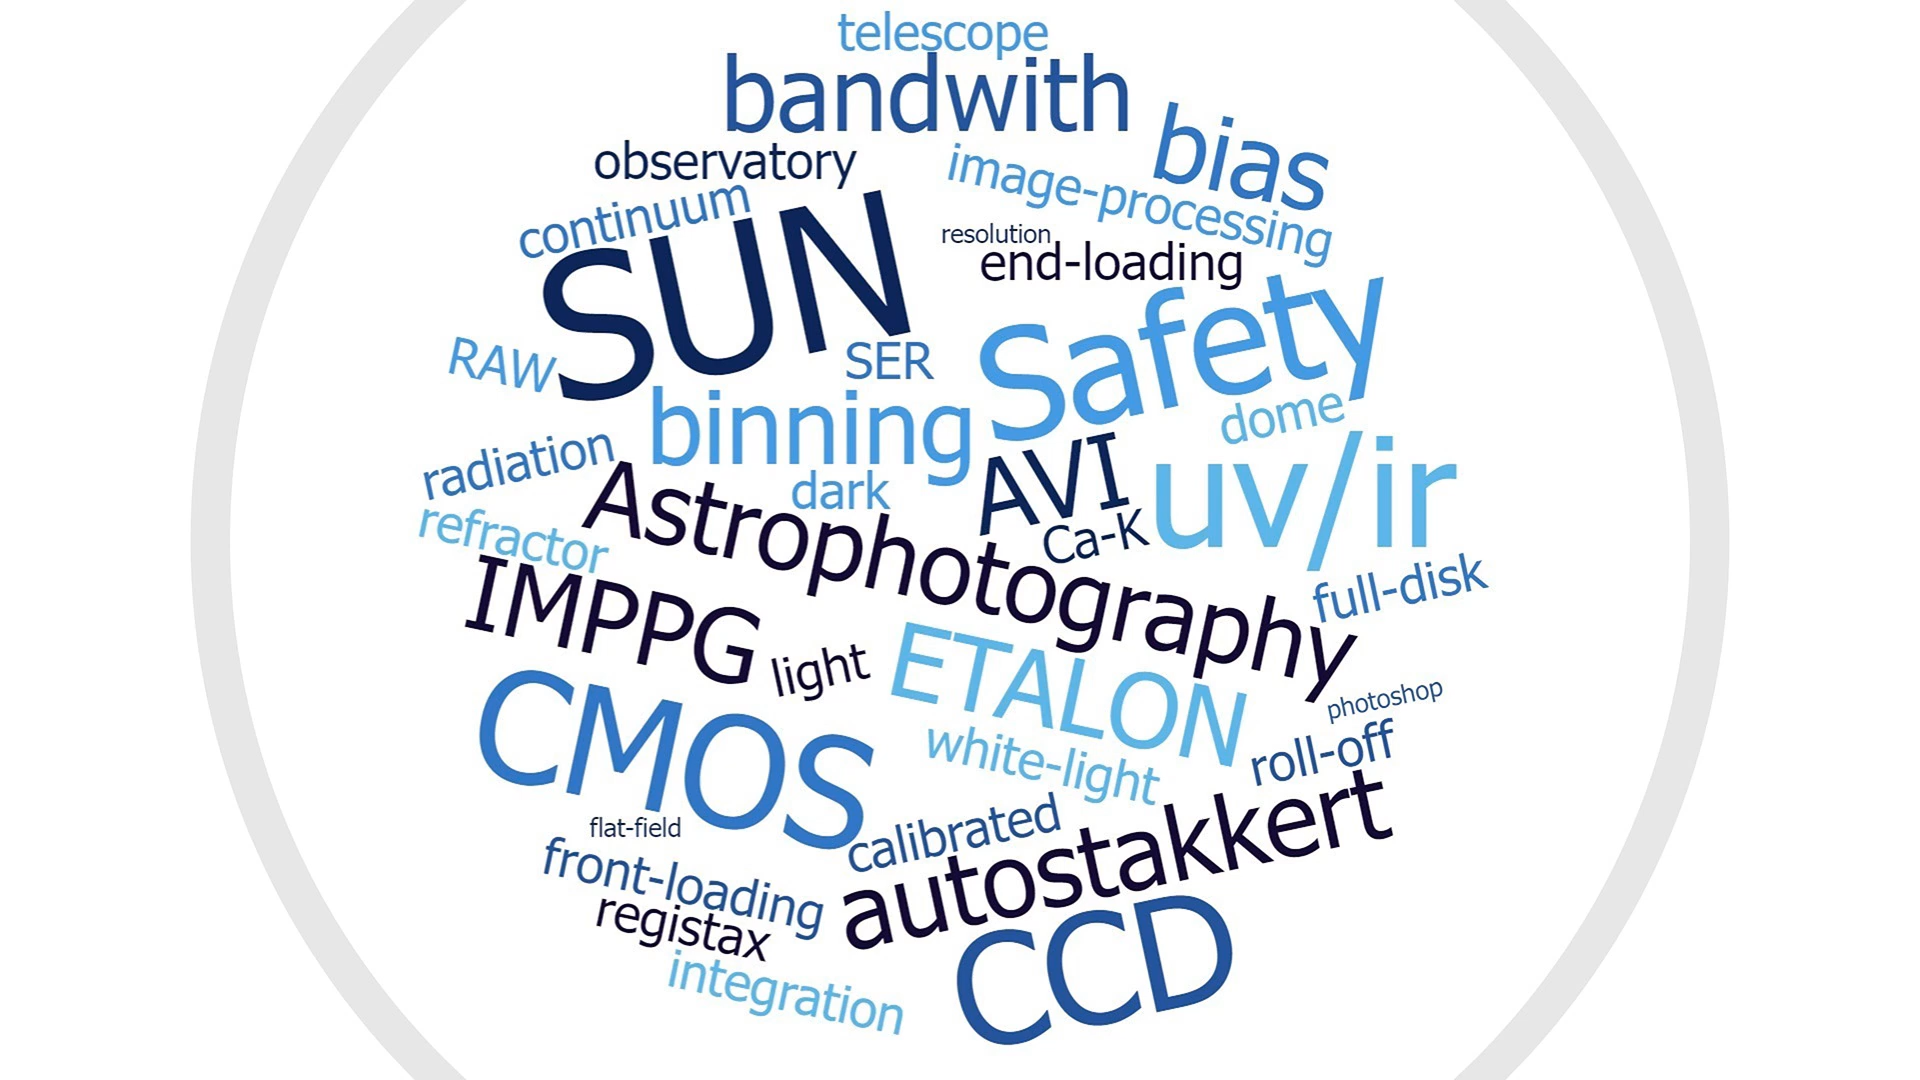 telescope
bandwith
bias
observatory
image-processing
continuum
SUN
resolution
end-loading
Safety
RAW
SER
binning
dome
radiation
dark
AVI
uv/ir
Astrophotography
Ca-K
refractor
full-disk
IMPPG
light
ETALON
photoshop
CMOS
white-light
roll-off
flat-field
calibrated
autostakkert
front-loading
registax
CCD
integration